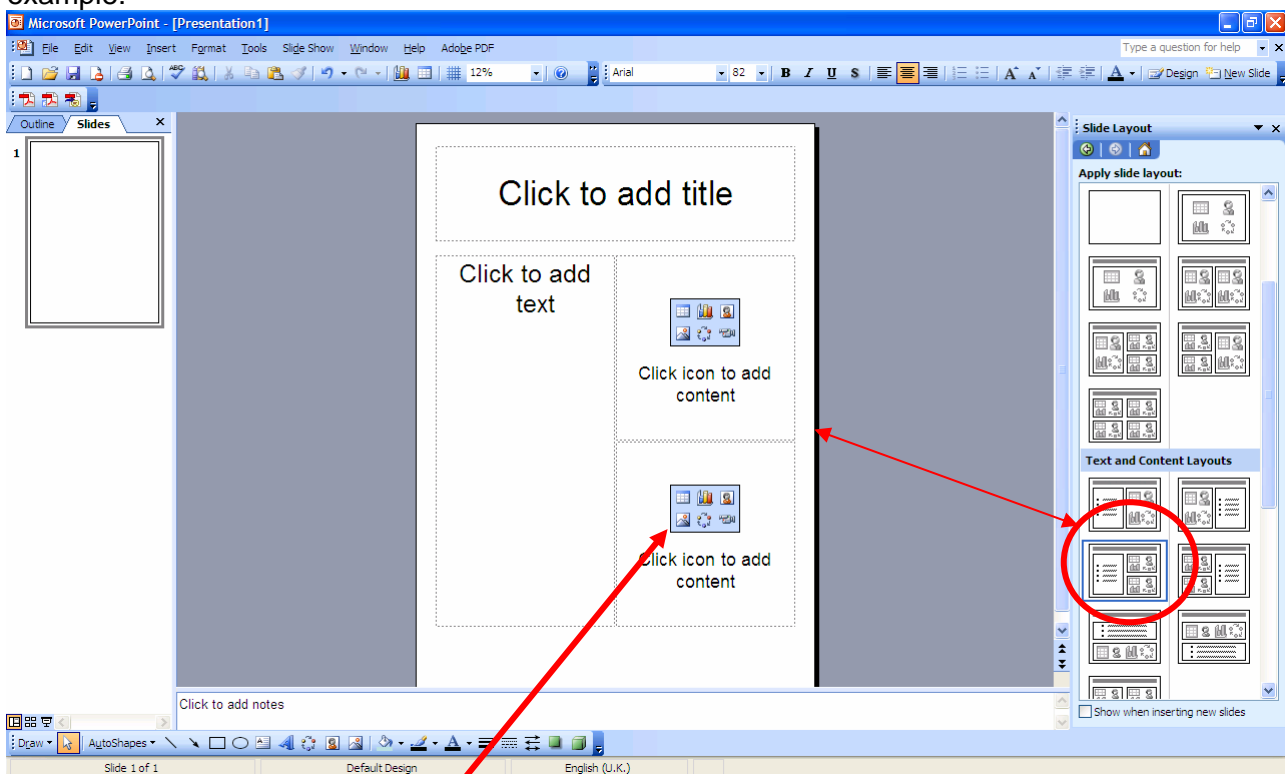 example:
Microsoft PowerPoint - [Presentation1]
File Edit View Insert Format Tools Slide Show Window Help Adobe PDF
Type a question for help
12%
Arial
82
B I U S
A A
A
Design
New Slide
Outline Slides
1
Click to add title
Click to add
text
Click icon to add
content
Click icon to add
content
Slide Layout
Apply slide layout:
Text and Content Layouts
Show when inserting new slides
Click to add notes
Draw
AutoShapes
A
Slide 1 of 1
Default Design
English (U.K.)